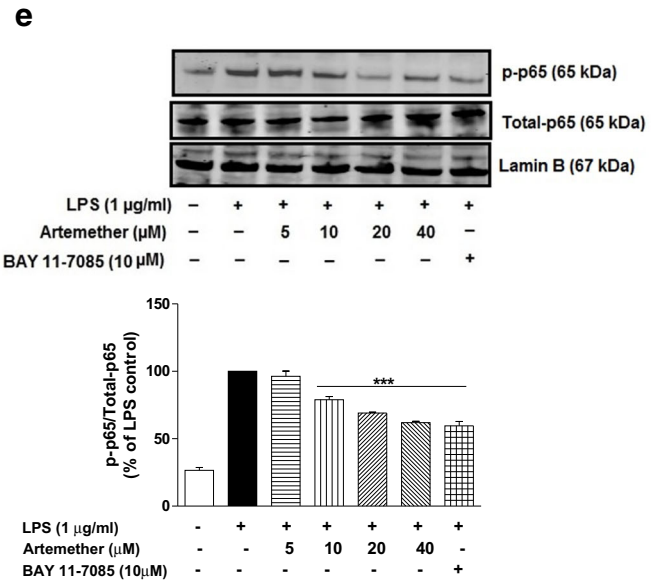 e
p-p65 (65 kDa)
Total-p65 (65 kDa)
Lamin B (67 kDa)
LPS (1 µg/ml) – + + + + + +
Artemether (µM) – – 5 10 20 40 –
BAY 11-7085 (10 µM) – – – – – – +
p-p65/Total-p65
(% of LPS control)
150
100
50
0
***
LPS (1 µg/ml) - + + + + + +
Artemether (µM) - - 5 10 20 40 -
BAY 11-7085 (10µM) - - - - - - +